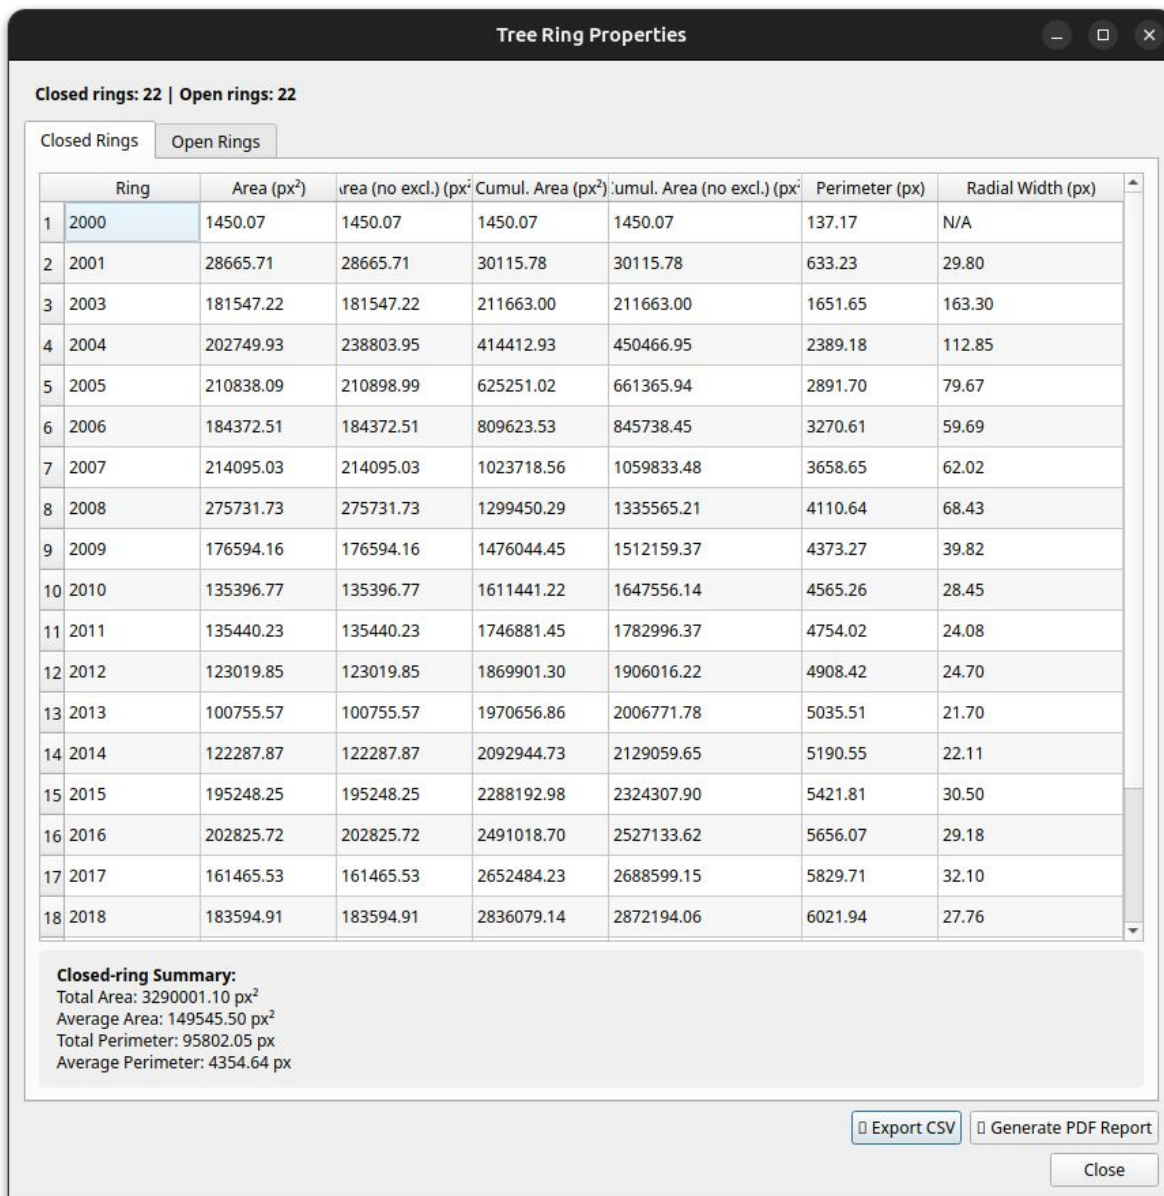 Tree Ring Properties
Closed rings: 22 | Open rings: 22
Closed Rings Open Rings
Ring Area (px²) Area (no excl.) (px² Cumul. Area (px²) Cumul. Area (no excl.) (px² Perimeter (px) Radial Width (px)
1 2000 1450.07 1450.07 1450.07 1450.07 137.17 N/A
2 2001 28665.71 28665.71 30115.78 30115.78 633.23 29.80
3 2003 181547.22 181547.22 211663.00 211663.00 1651.65 163.30
4 2004 202749.93 238803.95 414412.93 450466.95 2389.18 112.85
5 2005 210838.09 210898.99 625251.02 661365.94 2891.70 79.67
6 2006 184372.51 184372.51 809623.53 845738.45 3270.61 59.69
7 2007 214095.03 214095.03 1023718.56 1059833.48 3658.65 62.02
8 2008 275731.73 275731.73 1299450.29 1335565.21 4110.64 68.43
9 2009 176594.16 176594.16 1476044.45 1512159.37 4373.27 39.82
10 2010 135396.77 135396.77 1611441.22 1647556.14 4565.26 28.45
11 2011 135440.23 135440.23 1746881.45 1782996.37 4754.02 24.08
12 2012 123019.85 123019.85 1869901.30 1906016.22 4908.42 24.70
13 2013 100755.57 100755.57 1970656.86 2006771.78 5035.51 21.70
14 2014 122287.87 122287.87 2092944.73 2129059.65 5190.55 22.11
15 2015 195248.25 195248.25 2288192.98 2324307.90 5421.81 30.50
16 2016 202825.72 202825.72 2491018.70 2527133.62 5656.07 29.18
17 2017 161465.53 161465.53 2652484.23 2688599.15 5829.71 32.10
18 2018 183594.91 183594.91 2836079.14 2872194.06 6021.94 27.76
Closed-ring Summary:
Total Area: 3290001.10 px²
Average Area: 149545.50 px²
Total Perimeter: 95802.05 px
Average Perimeter: 4354.64 px
Export CSV Generate PDF Report
Close